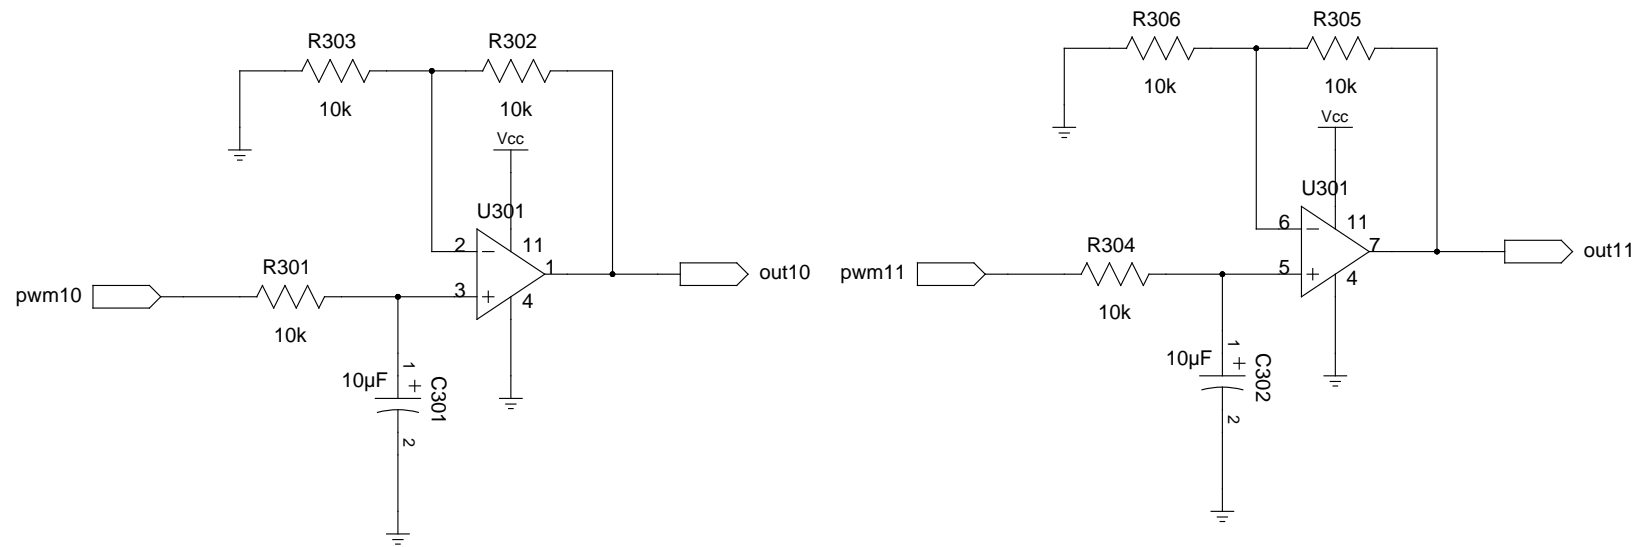 R303
R302
10k
10k
Vcc
U301
2
11
1
3
4
R301
pwm10
10k
out10
1
10µF
+
C301
2
R306
R305
10k
10k
Vcc
U301
6
11
7
5
4
R304
pwm11
10k
out11
1
10µF
+
C302
2